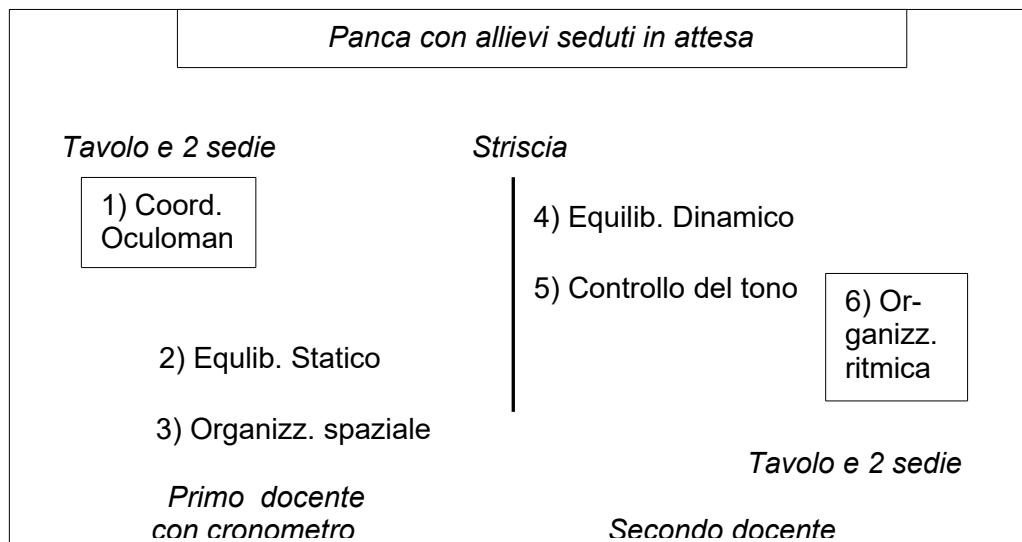 Panca con allievi seduti in attesa
Tavolo e 2 sedie
Striscia
1) Coord.
Oculoman
4) Equilib. Dinamico
5) Controllo del tono
6) Or-
ganizz.
ritmica
2) Equlib. Statico
3) Organizz. spaziale
Tavolo e 2 sedie
Primo docente
con cronometro
Secondo docente